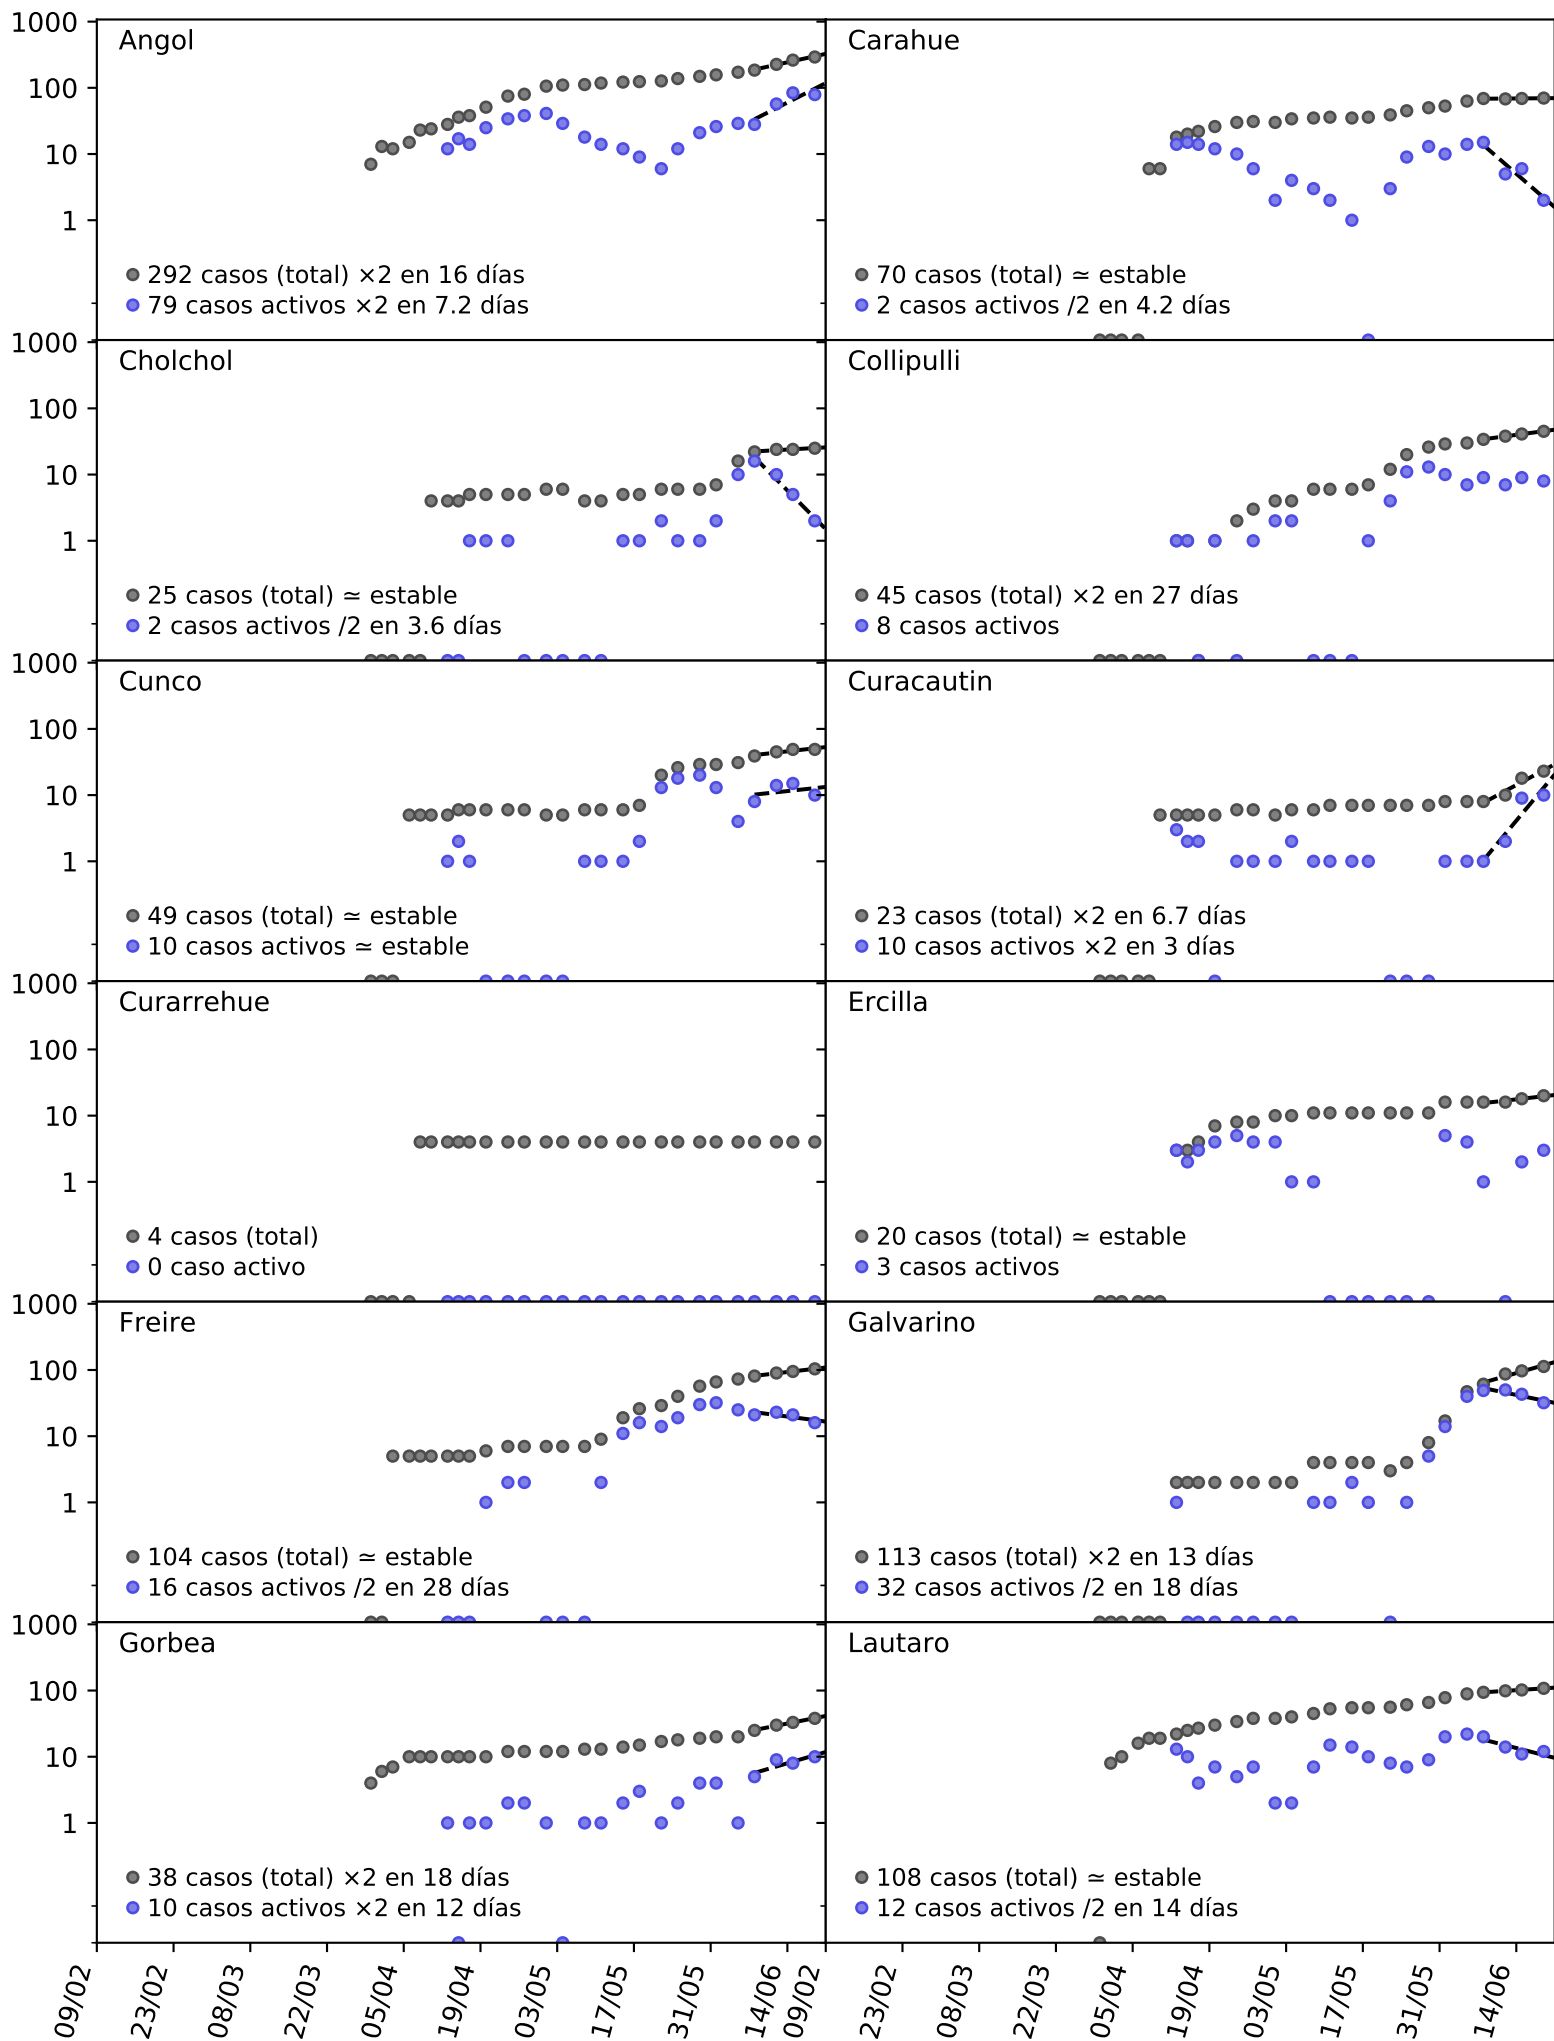 1000
Angol
Carahue
100
10
1
292 casos (total) ×2 en 16 días
70 casos (total) ≃ estable
79 casos activos ×2 en 7.2 días
2 casos activos /2 en 4.2 días
1000
Cholchol
Collipulli
100
10
1
25 casos (total) ≃ estable
45 casos (total) ×2 en 27 días
2 casos activos /2 en 3.6 días
8 casos activos
1000
Cunco
Curacautin
100
10
1
49 casos (total) ≃ estable
23 casos (total) ×2 en 6.7 días
10 casos activos ≃ estable
10 casos activos ×2 en 3 días
1000
Curarrehue
Ercilla
100
10
1
4 casos (total)
20 casos (total) ≃ estable
0 caso activo
3 casos activos
1000
Freire
Galvarino
100
10
1
104 casos (total) ≃ estable
113 casos (total) ×2 en 13 días
16 casos activos /2 en 28 días
32 casos activos /2 en 18 días
1000
Gorbea
Lautaro
100
10
1
38 casos (total) ×2 en 18 días
108 casos (total) ≃ estable
10 casos activos ×2 en 12 días
12 casos activos /2 en 14 días
09/02 23/02 08/03 22/03 05/04 19/04 03/05 17/05 31/05 14/06 09/02 23/02 08/03 22/03 05/04 19/04 03/05 17/05 31/05 14/06